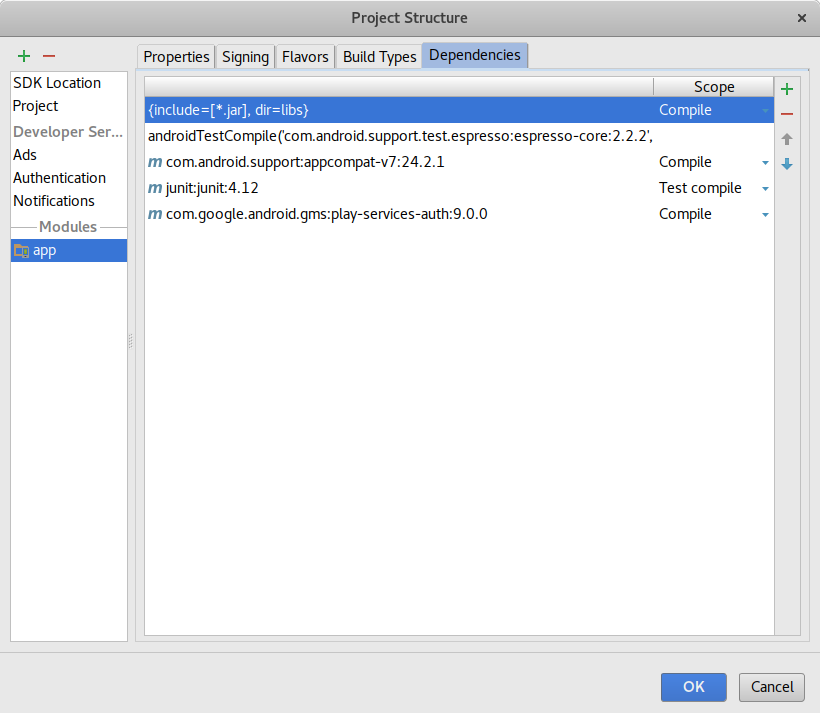 Project Structure
Properties Signing Flavors Build Types Dependencies
SDK Location
Project
Developer Ser...
Ads
Authentication
Notifications
Modules
app
Scope
{include=[*.jar], dir=libs} Compile
androidTestCompile('com.android.support.test.espresso:espresso-core:2.2.2',
m com.android.support:appcompat-v7:24.2.1 Compile
m junit:junit:4.12 Test compile
m com.google.android.gms:play-services-auth:9.0.0 Compile
OK Cancel